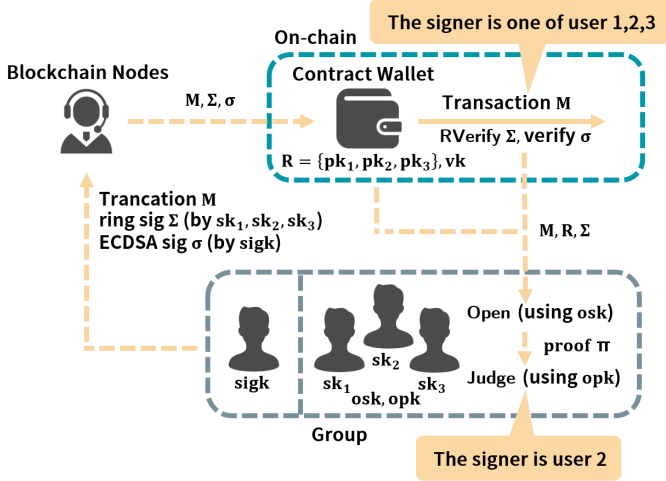 The signer is one of user 1,2,3
On-chain
Blockchain Nodes
Contract Wallet
M, Σ, σ
Transaction M
RVerify Σ, verify σ
R = {pk₁, pk₂, pk₃}, vk
Trancation M
ring sig Σ (by sk₁, sk₂, sk₃)
ECDSA sig σ (by sigk)
M, R, Σ
Open (using osk)
proof π
sk₂
sigk
sk₁
sk₃
Judge (using opk)
osk, opk
Group
The signer is user 2